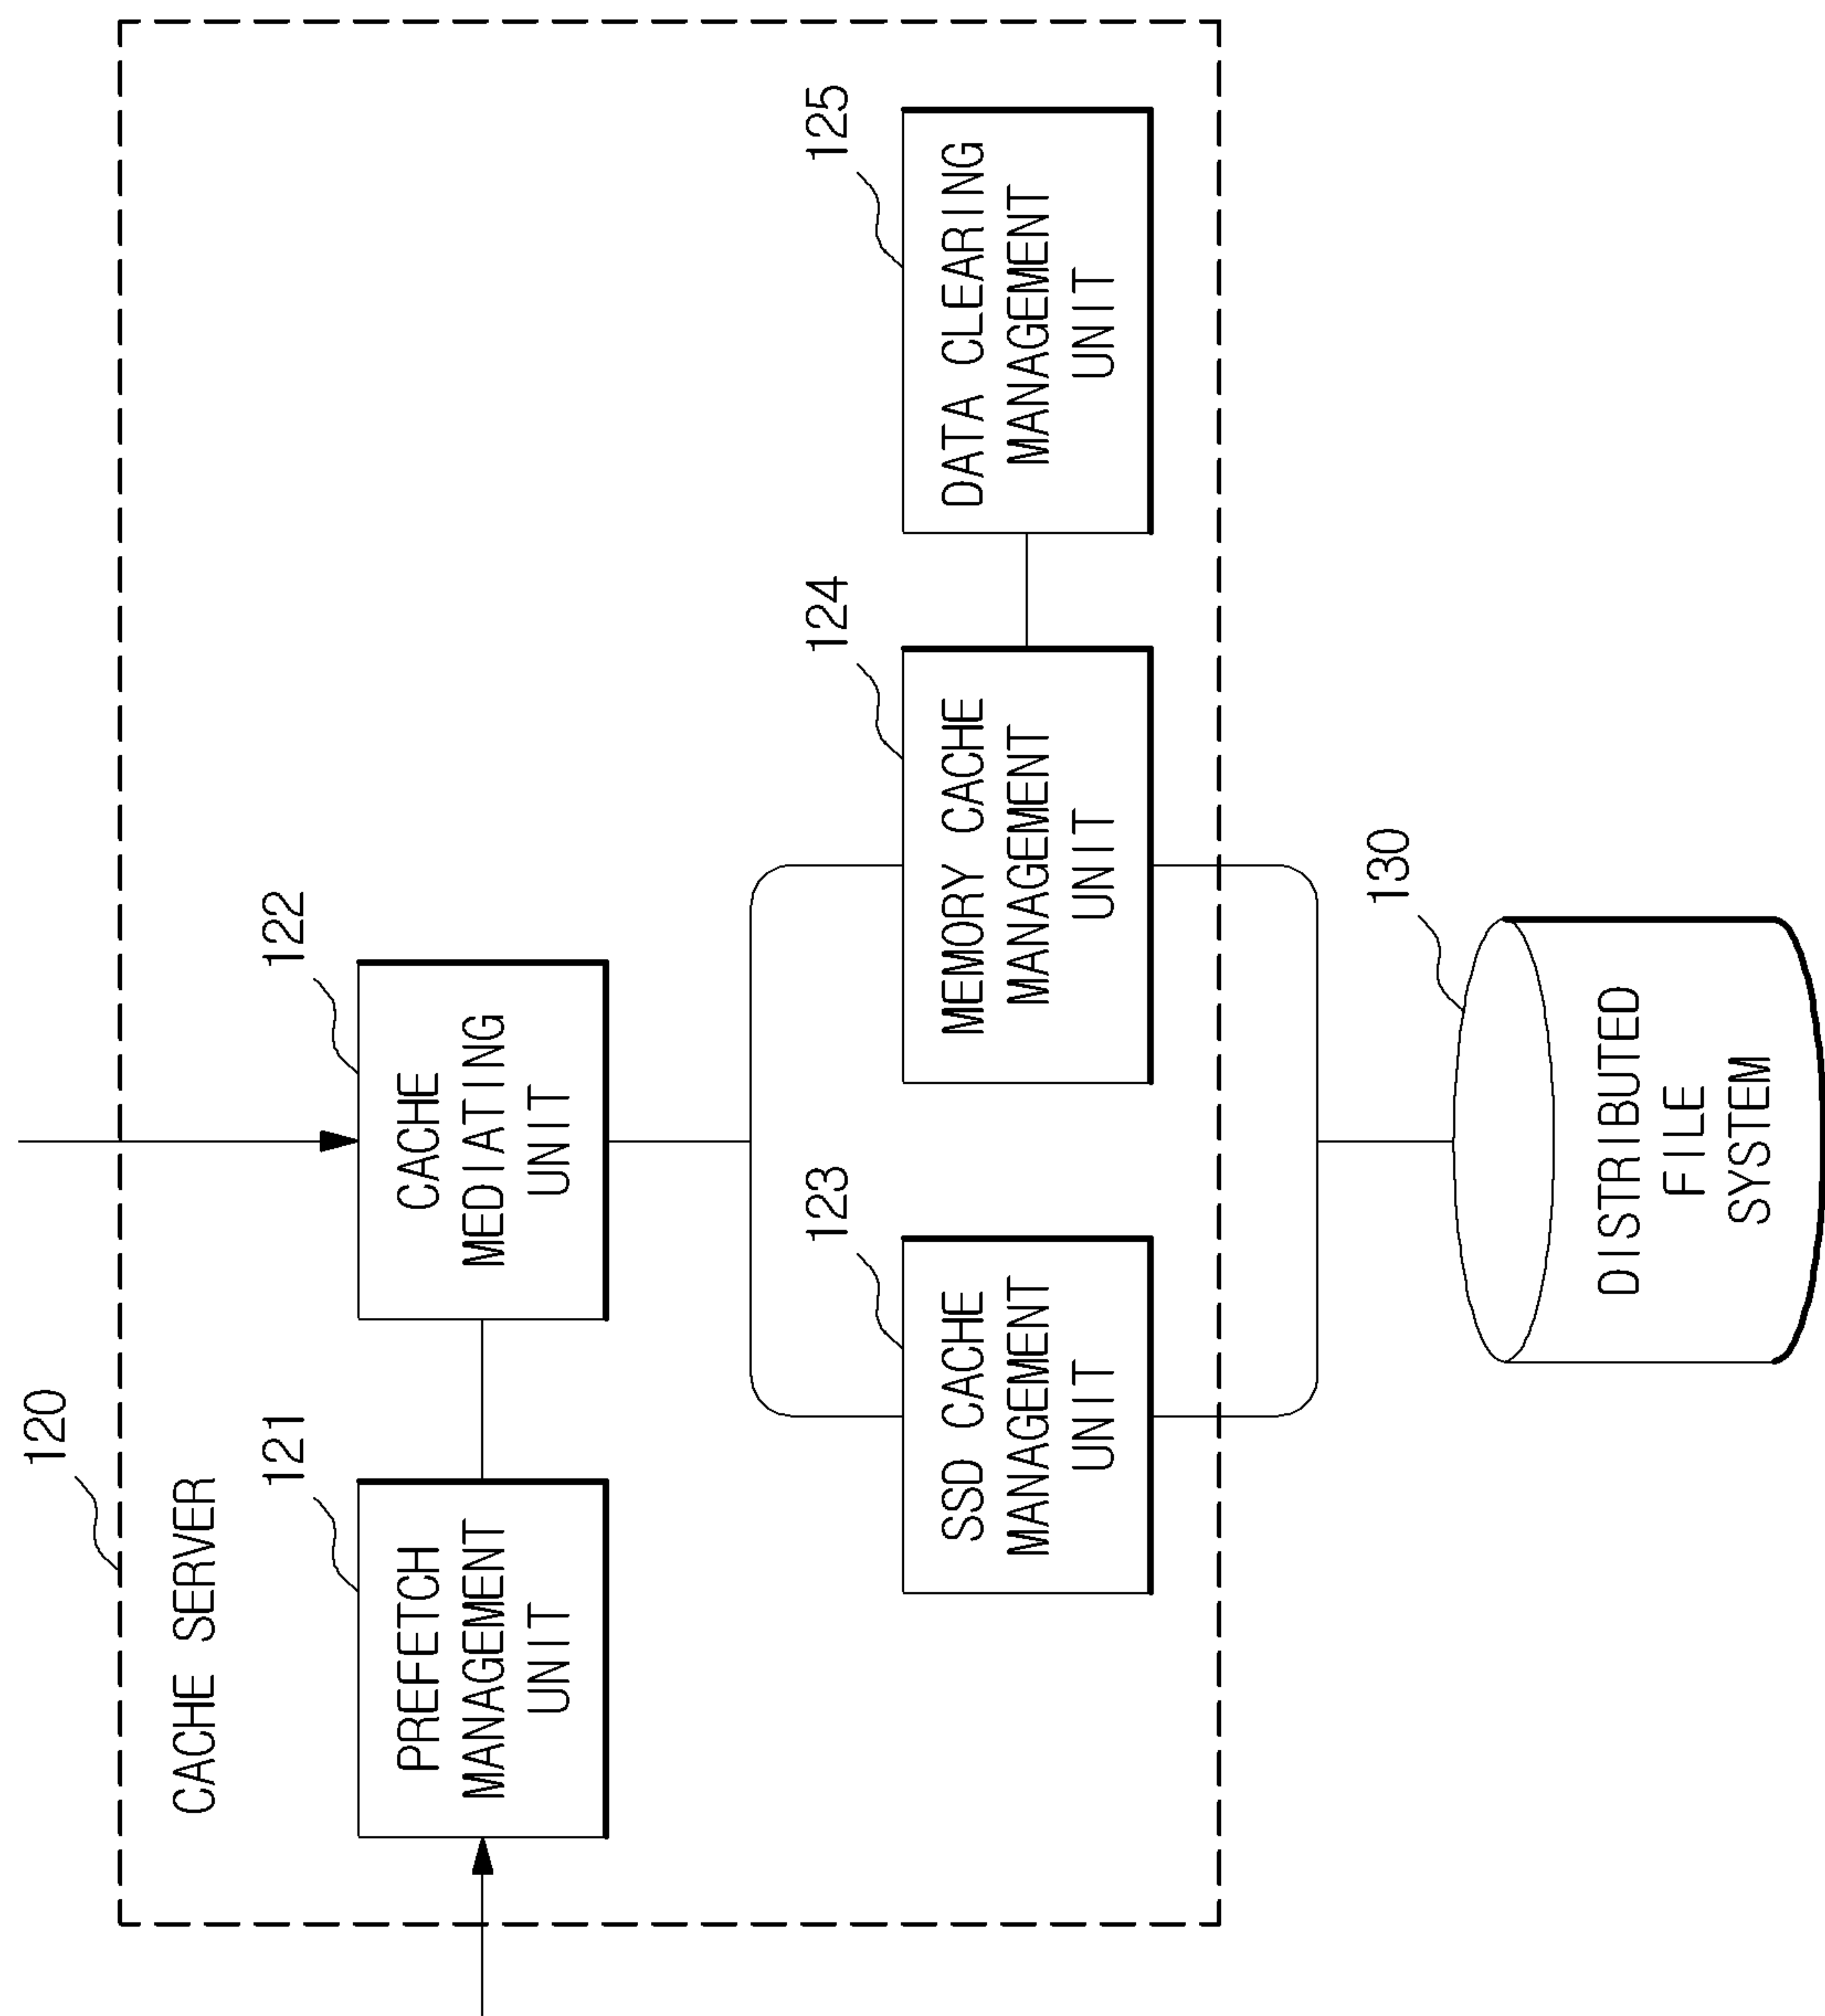 120
CACHE SERVER
121
PREFETCH
MANAGEMENT
UNIT
122
CACHE
MEDIATING
UNIT
123
SSD CACHE
MANAGEMENT
UNIT
124
MEMORY CACHE
MANAGEMENT
UNIT
125
DATA CLEARING
MANAGEMENT
UNIT
130
DISTRIBUTED
FILE
SYSTEM